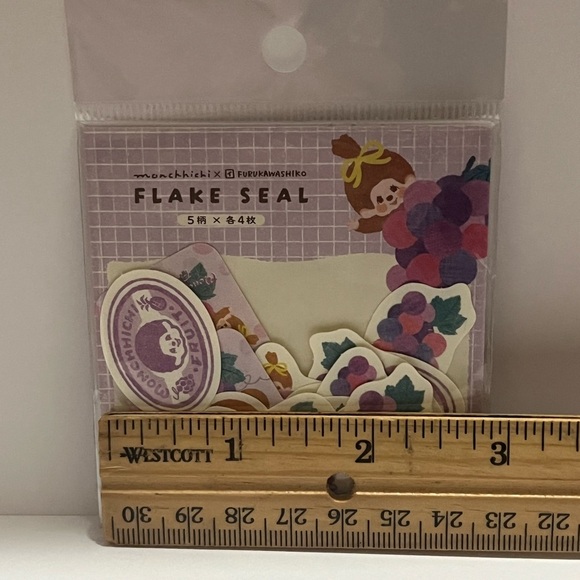 monchhichi × FURUKAWASHIKO
FLAKE SEAL
5柄 × 各4枚
MONCHHICHI
FRUIT
1 2 3
WESTCOTT
30 29 28 27 26 25 24 23 22